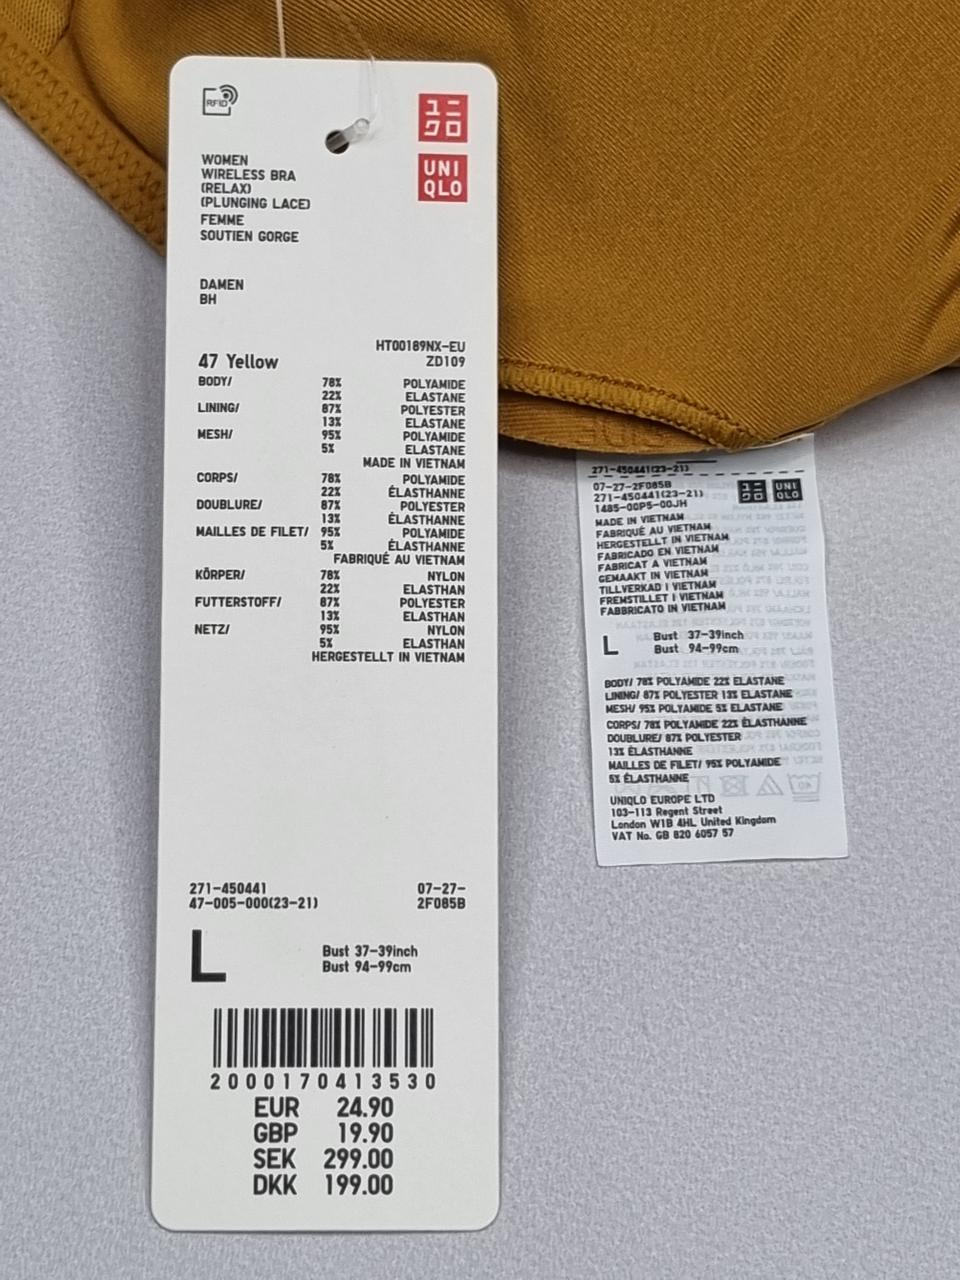 RFID
ユニ
クロ
UNI
QLO
WOMEN
WIRELESS BRA
(RELAX)
(PLUNGING LACE)
FEMME
SOUTIEN GORGE
DAMEN
BH
HT00189NX-EU
47 Yellow ZD109
BODY/ 78% POLYAMIDE
22% ELASTANE
LINING/ 87% POLYESTER
13% ELASTANE
MESH/ 95% POLYAMIDE
5% ELASTANE
MADE IN VIETNAM
CORPS/ 78% POLYAMIDE
22% ÉLASTHANNE
DOUBLURE/ 87% POLYESTER
13% ÉLASTHANNE
MAILLES DE FILET/ 95% POLYAMIDE
5% ÉLASTHANNE
FABRIQUÉ AU VIETNAM
KÖRPER/ 78% NYLON
22% ELASTHAN
FUTTERSTOFF/ 87% POLYESTER
13% ELASTHAN
NETZ/ 95% NYLON
5% ELASTHAN
HERGESTELLT IN VIETNAM
271-450441 07-27-
47-005-000(23-21) 2F085B
L Bust 37-39inch
Bust 94-99cm
2000170413530
EUR 24.90
GBP 19.90
SEK 299.00
DKK 199.00
271-450441(23-21)
07-27-2F085B
271-450441(23-21)
1485-00P5-00JH
ユニ
クロ
UNI
QLO
MADE IN VIETNAM
FABRIQUÉ AU VIETNAM
HERGESTELLT IN VIETNAM
FABRICADO EN VIETNAM
FABRICAT A VIETNAM
GEMAAKT IN VIETNAM
TILLVERKAD I VIETNAM
FREMSTILLET I VIETNAM
FABBRICATO IN VIETNAM
L Bust 37-39inch
Bust 94-99cm
BODY/ 78% POLYAMIDE 22% ELASTANE
LINING/ 87% POLYESTER 13% ELASTANE
MESH/ 95% POLYAMIDE 5% ELASTANE
CORPS/ 78% POLYAMIDE 22% ÉLASTHANNE
DOUBLURE/ 87% POLYESTER
13% ÉLASTHANNE
MAILLES DE FILET/ 95% POLYAMIDE
5% ÉLASTHANNE
UNIQLO EUROPE LTD
103-113 Regent Street
London W1B 4HL United Kingdom
VAT No. GB 820 6057 57